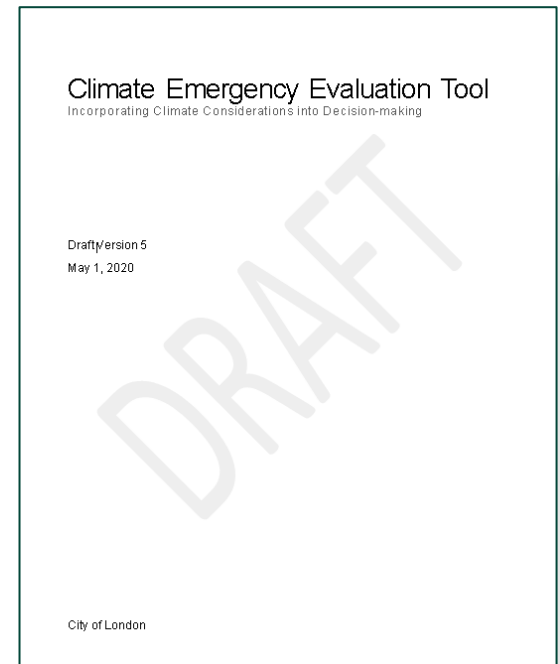 Climate Emergency Evaluation Tool
Incorporating Climate Considerations into Decision-making
DRAFT
Draft Version 5
May 1, 2020
City of London